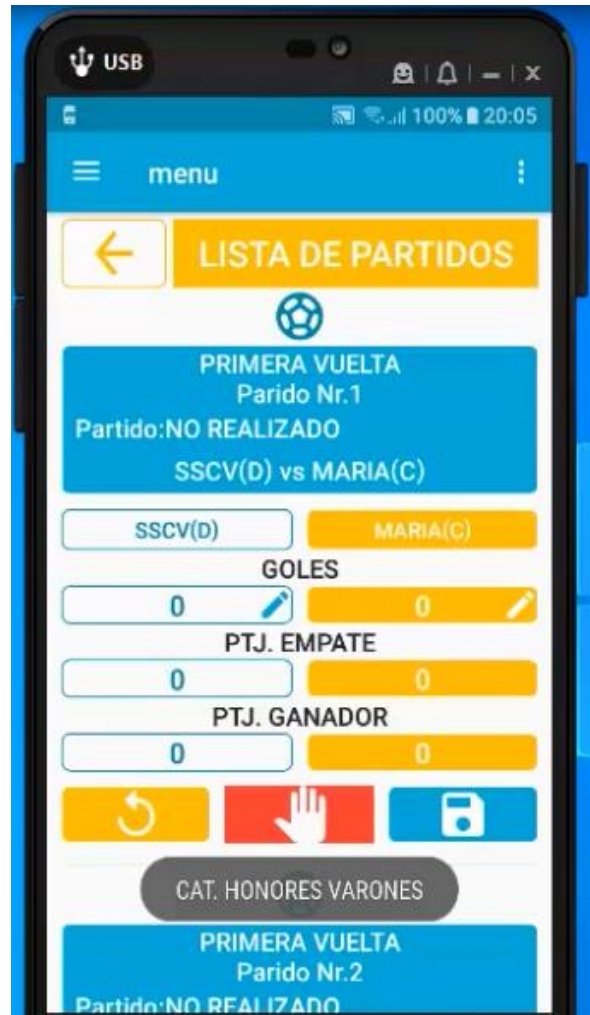 USB
100% 20:05
menu
LISTA DE PARTIDOS
PRIMERA VUELTA
Parido Nr.1
Partido:NO REALIZADO
SSCV(D) vs MARIA(C)
SSCV(D) MARIA(C)
GOLES
0 0
PTJ. EMPATE
0 0
PTJ. GANADOR
0 0
CAT. HONORES VARONES
PRIMERA VUELTA
Parido Nr.2
Partido:NO REALIZADO